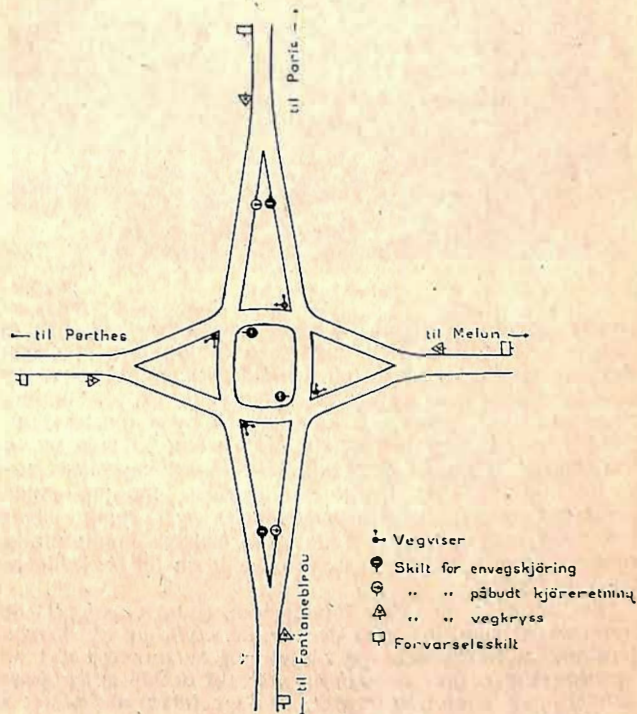 til Paris
til Perthes
til Melun
til Fontainebleau
Vegviser
Skilt for envegskjöring
" " påbudt kjöreretning
" " vegkryss
Forvarselsskilt